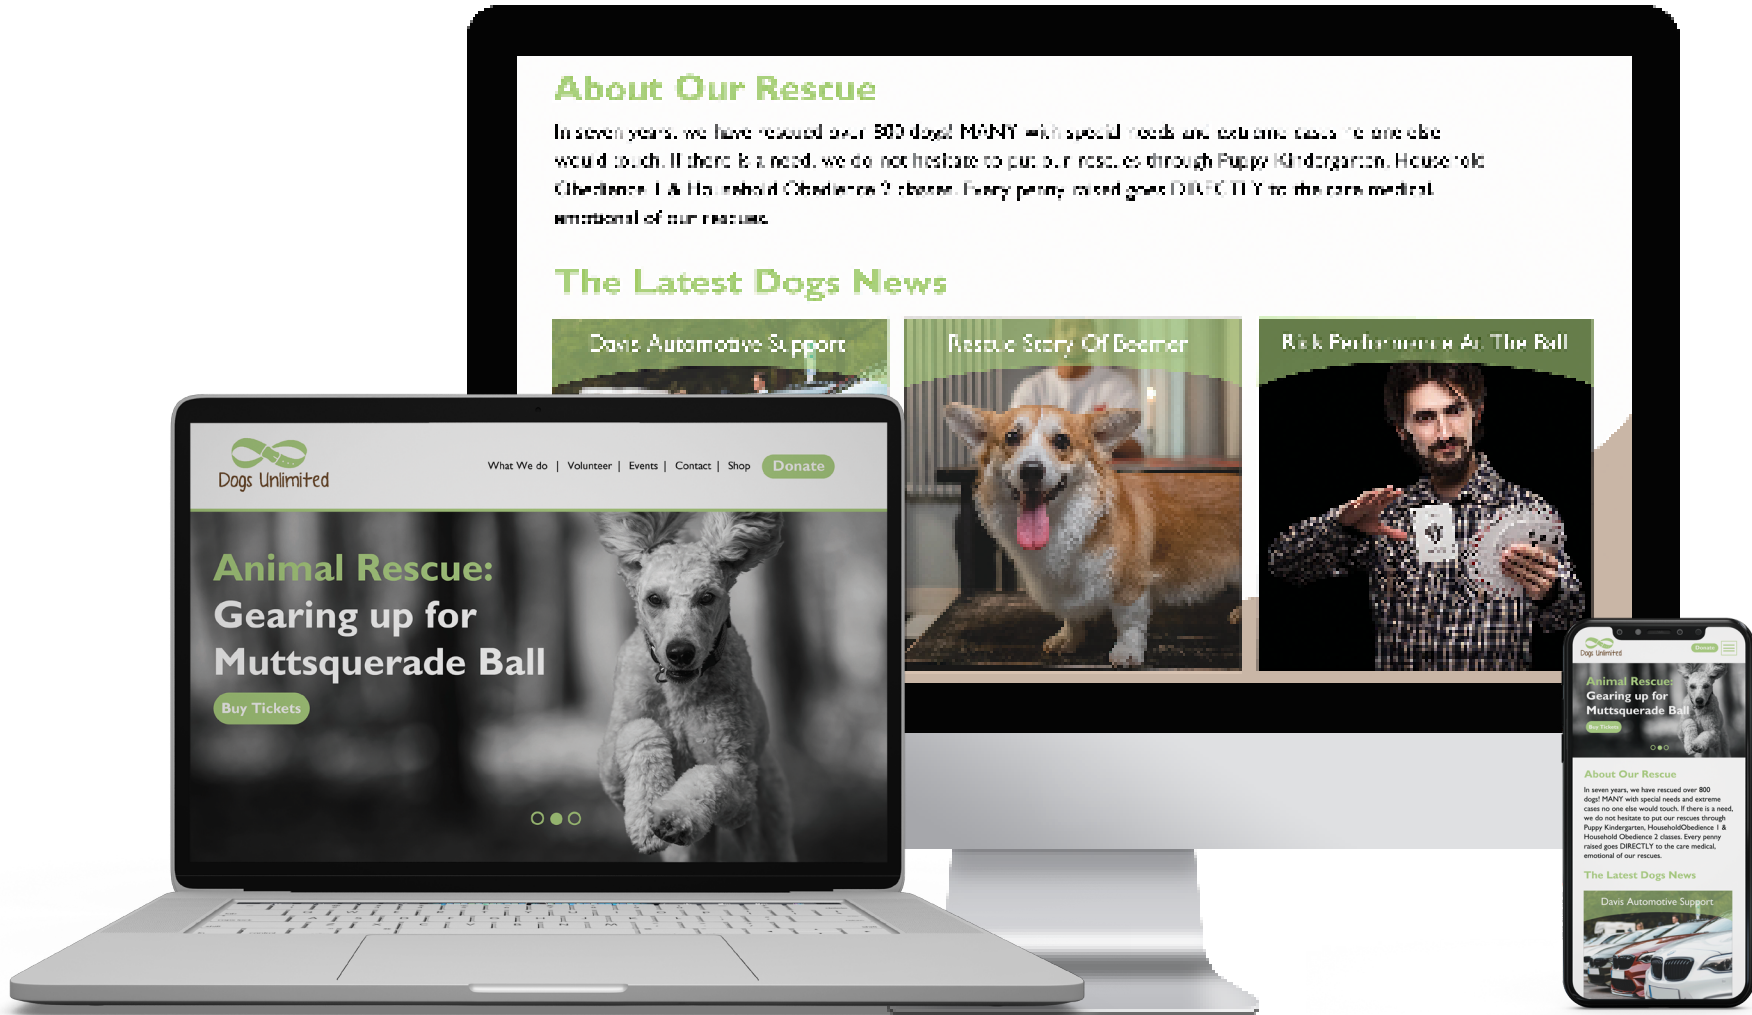 About Our Rescue
In seven years, we have rescued over 800 dogs! MANY with special needs and extreme cases no one else
would touch. If there is a need, we do not hesitate to put our rescues through Puppy Kindergarten, Household
Obedience 1 & Household Obedience 2 classes. Every penny raised goes DIRECTLY to the care medical,
emotional of our rescues.
The Latest Dogs News
Davis Automotive Support
Rescue Story Of Beemer
Rick Performance At The Ball
Dogs Unlimited
What We do | Volunteer | Events | Contact | Shop
Donate
Animal Rescue:
Gearing up for
Muttsquerade Ball
Buy Tickets
Dogs Unlimited
Donate
Animal Rescue:
Gearing up for
Muttsquerade Ball
Buy Tickets
About Our Rescue
In seven years, we have rescued over 800
dogs! MANY with special needs and extreme
cases no one else would touch. If there is a need,
we do not hesitate to put our rescues through
Puppy Kindergarten, HouseholdObedience 1 &
Household Obedience 2 classes. Every penny
raised goes DIRECTLY to the care medical,
emotional of our rescues.
The Latest Dogs News
Davis Automotive Support